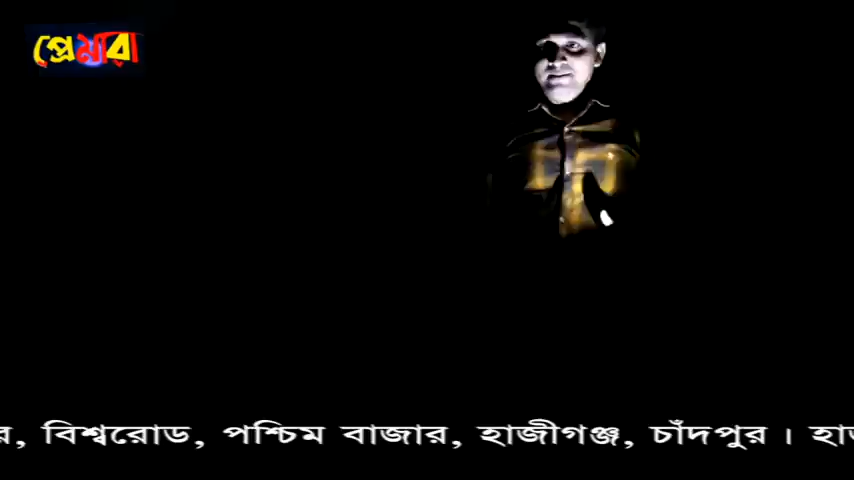 প্রেমারা
র, বিশ্বরোড, পশ্চিম বাজার, হাজীগঞ্জ, চাঁদপুর । হাজ